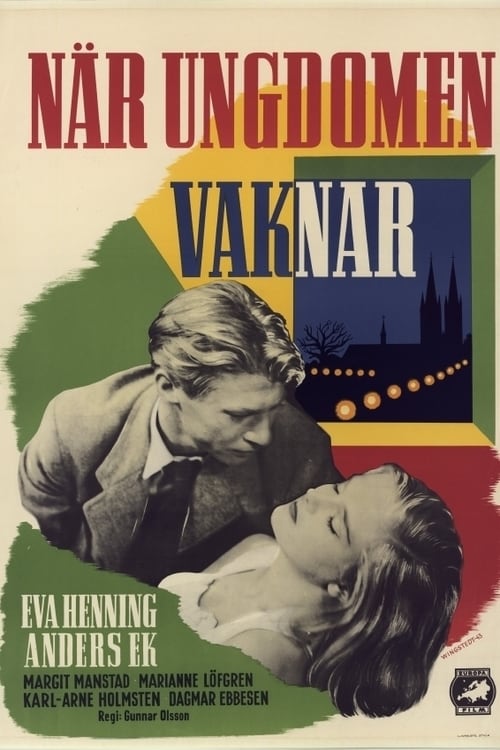 NÄR UNGDOMEN
VAKNAR
EVA HENNING
ANDERS EK
MARGIT MANSTAD · MARIANNE LÖFGREN
KARL-ARNE HOLMSTEN DAGMAR EBBESEN
Regi: Gunnar Olsson
WINGSTEDT-43
EUROPA
FILM